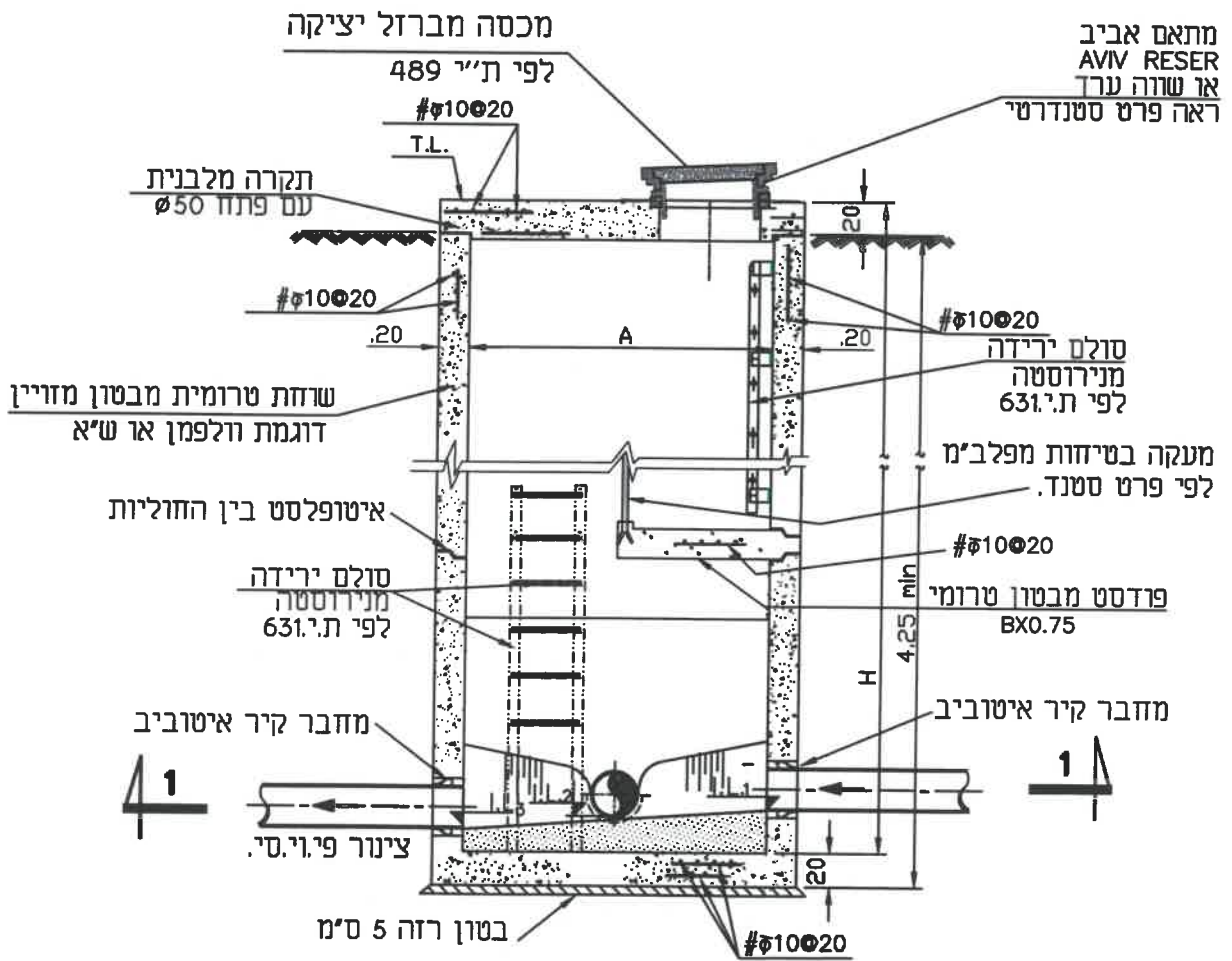 מכסה מברזל יציקה
לפי ת״י 489
מתאם אביב
AVIV RESER
או שווה ערך
ראה פרט סטנדרטי
#φ10@20
T.L.
תקרה מלבנית
עם פתח φ50
20
#φ10@20
#φ10@20
.20
A
.20
סולם ירידה
מנירוסטה
לפי ת.י.631
שוחת טרומית מבטון מזויין
דוגמת וולפמן או ש״א
מעקה בטיחות מפלב״מ
לפי פרט סטנד.
איטופלסט בין החוליות
#φ10@20
סולם ירידה
מנירוסטה
לפי ת.י.631
פודסט מבטון טרומי
BX0.75
4.25 min
H
מחבר קיר איטוביב
מחבר קיר איטוביב
1
1
צינור פי.וי.סי.
20
בטון רזה 5 ס״מ
#φ10@20